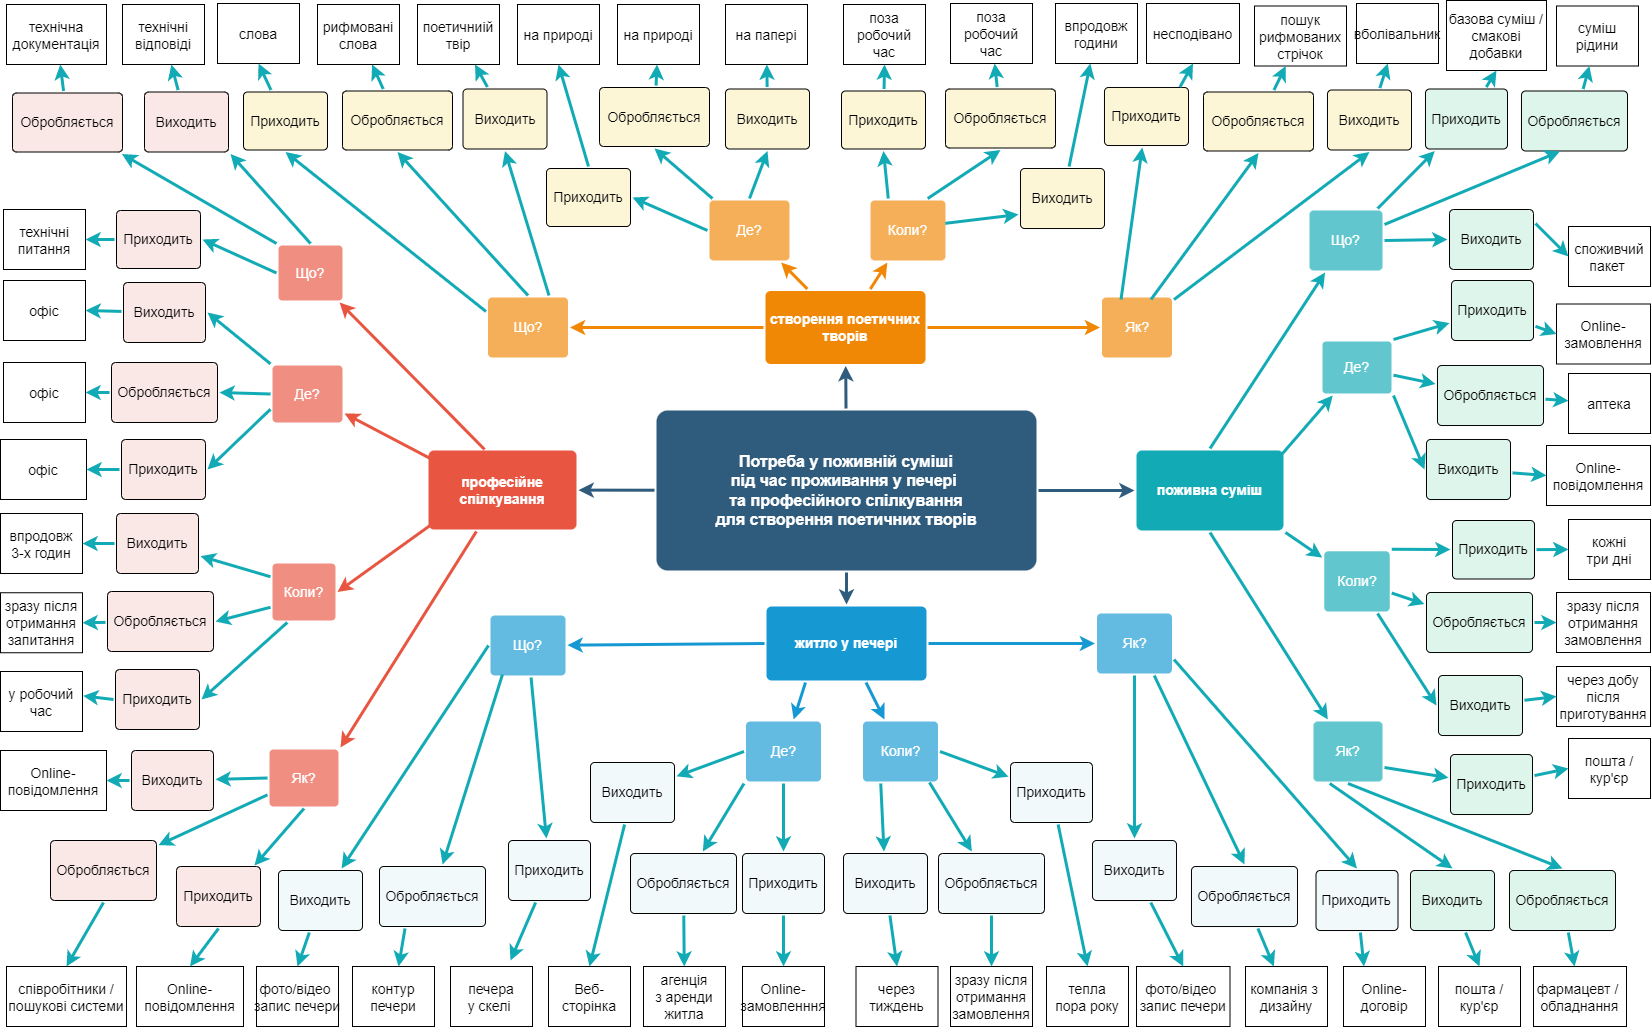 технічна
документація
технічні
відповіді
слова
рифмовані
слова
поетичниій
твір
на природі
на природі
на папері
поза
робочий
час
поза
робочий
час
впродовж
години
несподівано
пошук
рифмованих
стрічок
вболівальник
базова суміш /
смакові
добавки
суміш
рідини
Обробляється
Виходить
Приходить
Обробляється
Виходить
Обробляється
Виходить
Приходить
Обробляється
Приходить
Обробляється
Виходить
Приходить
Обробляється
Приходить
Виходить
технічні
питання
Приходить
Що?
Де?
Коли?
Що?
Виходить
споживчий
пакет
офіс
Виходить
Що?
створення поетичних
творів
Як?
Приходить
Online-
замовлення
офіс
Обробляється
Де?
Де?
Обробляється
аптека
офіс
Приходить
професійне
спілкування
Потреба у поживній суміші
під час проживання у печері
та професійного спілкування
для створення поетичних творів
поживна суміш
Виходить
Online-
повідомлення
впродовж
3-х годин
Виходить
Коли?
Коли?
Приходить
кожні
три дні
зразу після
отримання
запитання
Обробляється
Що?
житло у печері
Як?
Обробляється
зразу після
отримання
замовлення
у робочий
час
Приходить
Виходить
через добу
після
приготування
Online-
повідомлення
Виходить
Як?
Де?
Коли?
Як?
Приходить
пошта /
кур'єр
Виходить
Приходить
Обробляється
Приходить
Виходить
Обробляється
Приходить
Обробляється
Приходить
Виходить
Обробляється
Виходить
Обробляється
Приходить
Виходить
Обробляється
співробітники /
пошукові системи
Online-
повідомлення
фото/відео
запис печери
контур
печери
печера
у скелі
Веб-
сторінка
агенція
з аренди
житла
Online-
замовленння
через
тиждень
зразу після
отримання
замовлення
тепла
пора року
фото/відео
запис печери
компанія з
дизайну
Online-
договір
пошта /
кур'єр
фармацевт /
обладнання